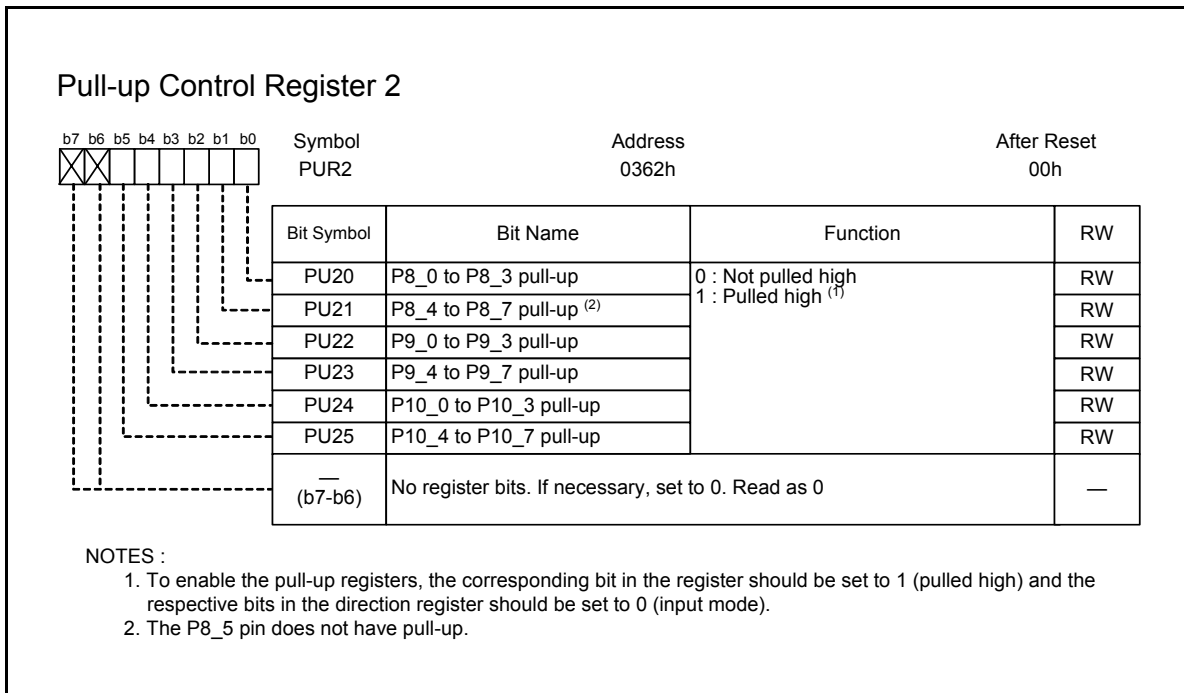 Pull-up Control Register 2
b7 b6 b5 b4 b3 b2 b1 b0
Symbol Address After Reset
PUR2 0362h 00h
Bit Symbol Bit Name Function RW
PU20 P8_0 to P8_3 pull-up 0 : Not pulled high RW
1 : Pulled high (1)
PU21 P8_4 to P8_7 pull-up (2) RW
PU22 P9_0 to P9_3 pull-up RW
PU23 P9_4 to P9_7 pull-up RW
PU24 P10_0 to P10_3 pull-up RW
PU25 P10_4 to P10_7 pull-up RW
—
(b7-b6) No register bits. If necessary, set to 0. Read as 0 —
NOTES :
1. To enable the pull-up registers, the corresponding bit in the register should be set to 1 (pulled high) and the
respective bits in the direction register should be set to 0 (input mode).
2. The P8_5 pin does not have pull-up.